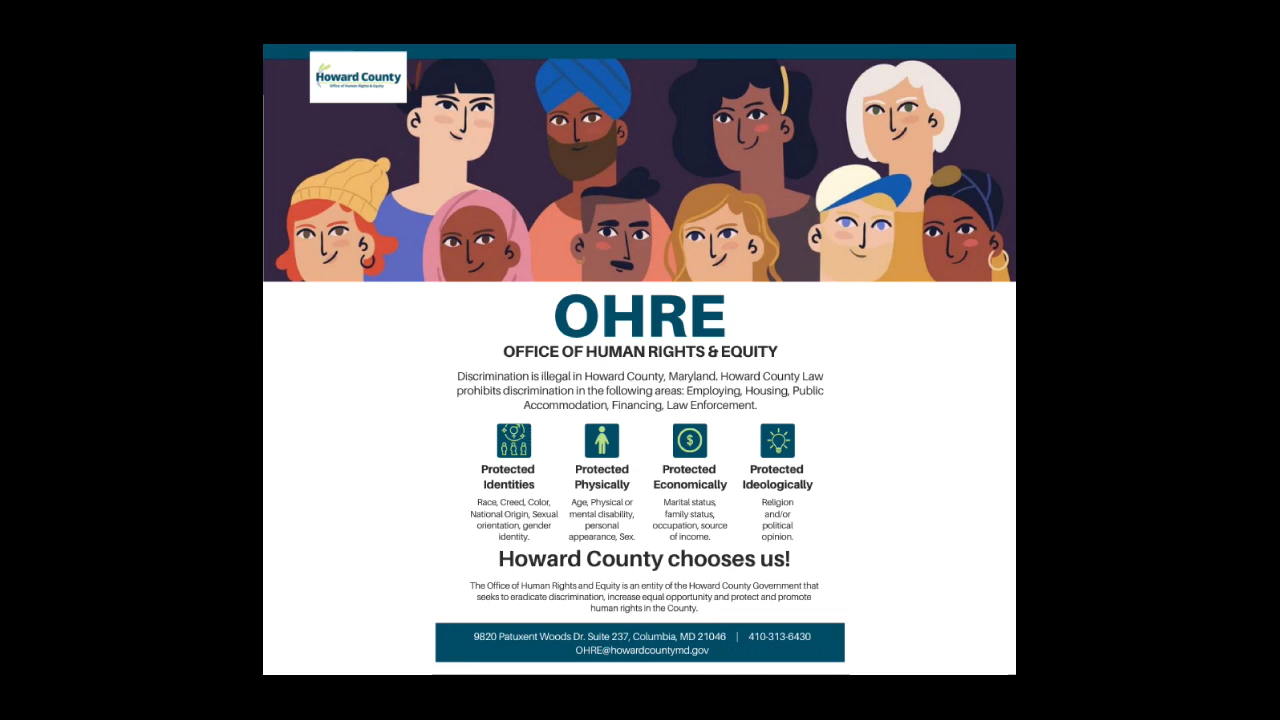 Howard County
Office of Human Rights & Equity
OHRE
OFFICE OF HUMAN RIGHTS & EQUITY
Discrimination is illegal in Howard County, Maryland. Howard County Law
prohibits discrimination in the following areas: Employing, Housing, Public
Accommodation, Financing, Law Enforcement.
Protected
Identities
Race, Creed, Color,
National Origin, Sexual
orientation, gender
identity.
Protected
Physically
Age, Physical or
mental disability,
personal
appearance, Sex.
Protected
Economically
Marital status,
family status,
occupation, source
of income.
Protected
Ideologically
Religion
and/or
political
opinion.
Howard County chooses us!
The Office of Human Rights and Equity is an entity of the Howard County Government that
seeks to eradicate discrimination, increase equal opportunity and protect and promote
human rights in the County.
9820 Patuxent Woods Dr. Suite 237, Columbia, MD 21046 | 410-313-6430
OHRE@howardcountymd.gov